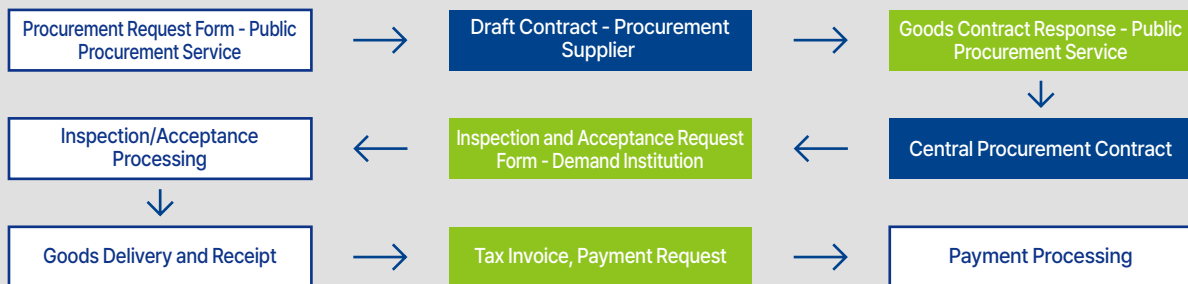 Procurement Request Form - Public
Procurement Service
Draft Contract - Procurement
Supplier
Goods Contract Response - Public
Procurement Service
Central Procurement Contract
Inspection and Acceptance Request
Form - Demand Institution
Inspection/Acceptance
Processing
Goods Delivery and Receipt
Tax Invoice, Payment Request
Payment Processing